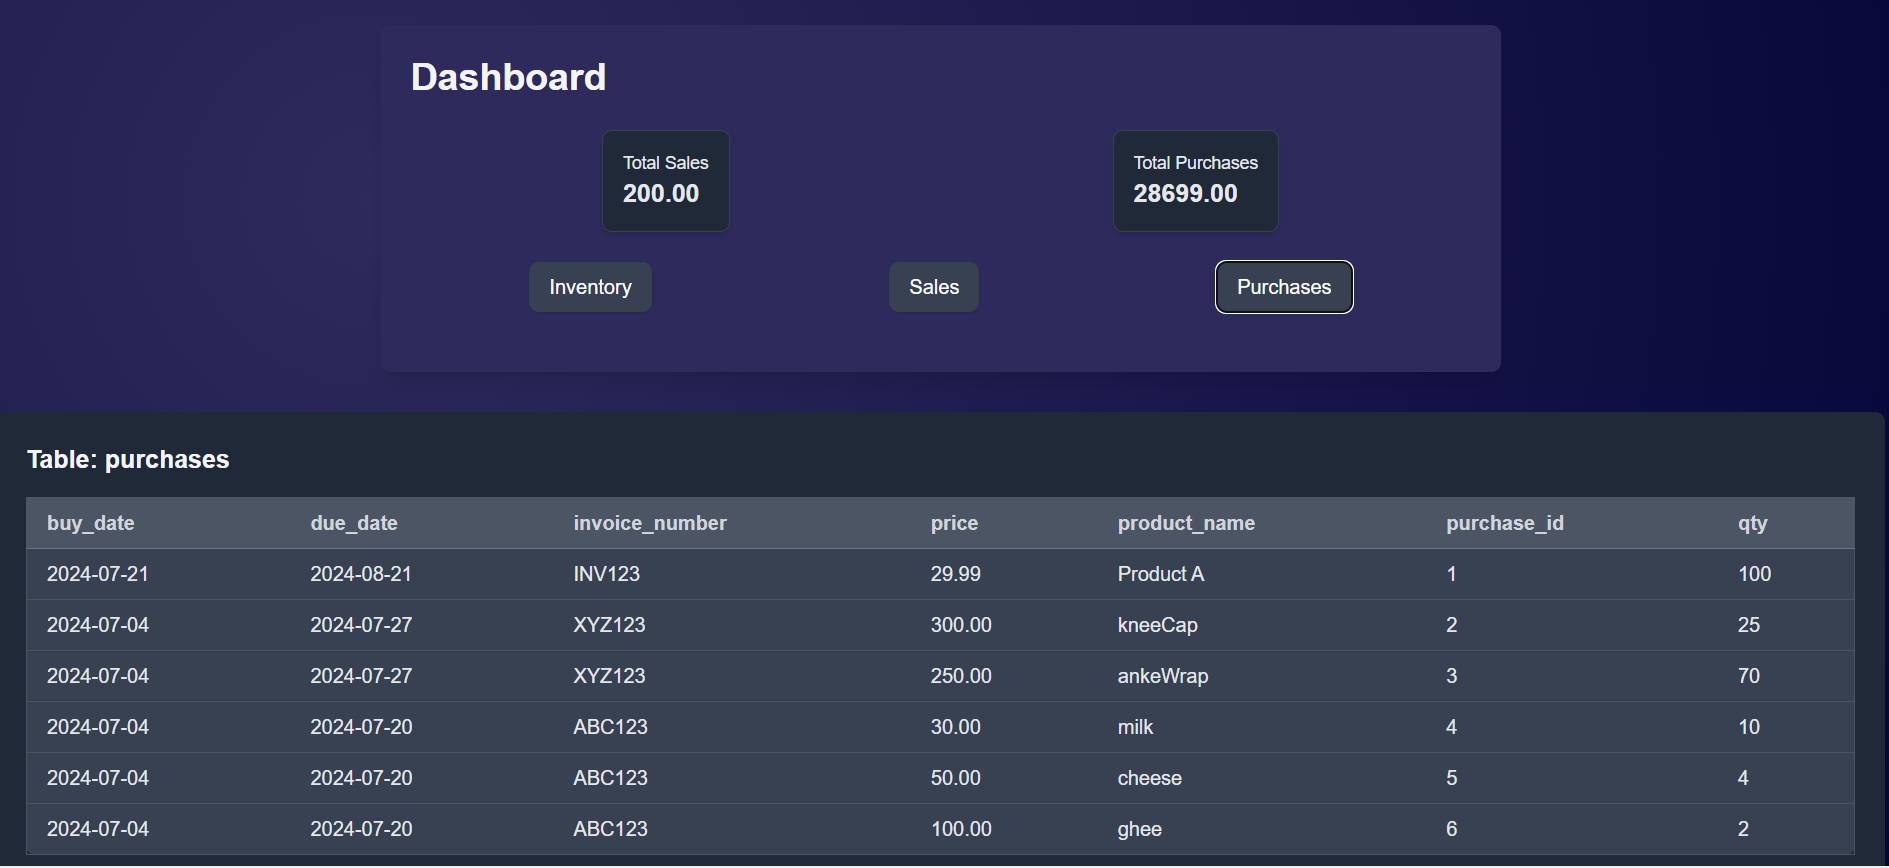 Dashboard
Total Sales Total Purchases
200.00 28699.00
Inventory Sales Purchases
Table: purchases
buy_date due_date invoice_number price product_name purchase_id qty
2024-07-21 2024-08-21 INV123 29.99 Product A 1 100
2024-07-04 2024-07-27 XYZ123 300.00 kneeCap 2 25
2024-07-04 2024-07-27 XYZ123 250.00 ankeWrap 3 70
2024-07-04 2024-07-20 ABC123 30.00 milk 4 10
2024-07-04 2024-07-20 ABC123 50.00 cheese 5 4
2024-07-04 2024-07-20 ABC123 100.00 ghee 6 2